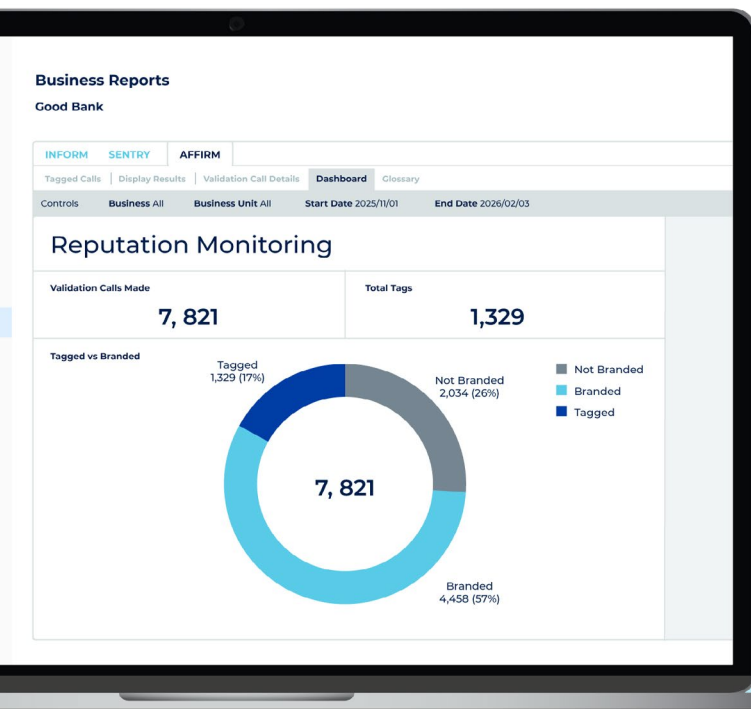 Business Reports
Good Bank
INFORM SENTRY AFFIRM
Tagged Calls | Display Results | Validation Call Details Dashboard Glossary
Controls Business All Business Unit All Start Date 2025/11/01 End Date 2026/02/03
Reputation Monitoring
Validation Calls Made Total Tags
7, 821 1,329
Tagged vs Branded
Tagged
1,329 (17%)
Not Branded
2,034 (26%)
Not Branded
Branded
Tagged
7, 821
Branded
4,458 (57%)